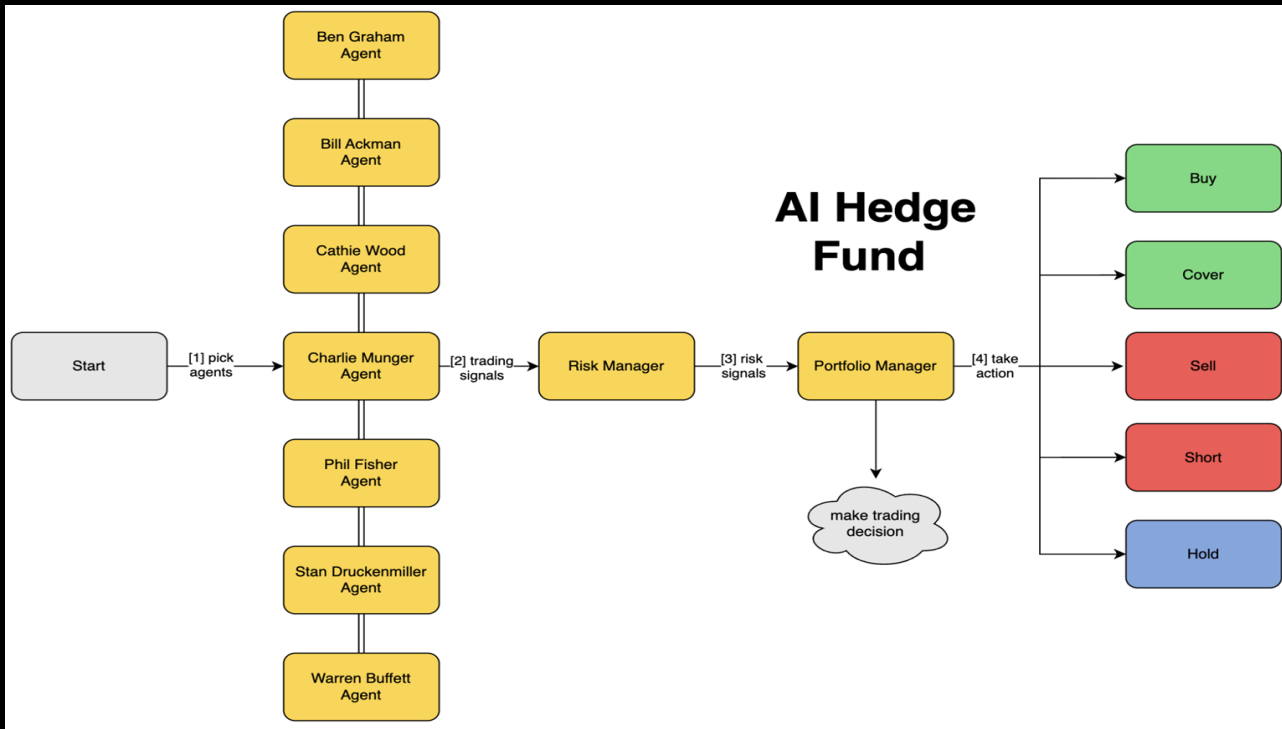 Ben Graham
Agent
Bill Ackman
Agent
Cathie Wood
Agent
Charlie Munger
Agent
Phil Fisher
Agent
Stan Druckenmiller
Agent
Warren Buffett
Agent
Start
[1] pick
agents
[2] trading
signals
Risk Manager
[3] risk
signals
AI Hedge
Fund
Portfolio Manager
make trading
decision
[4] take
action
Buy
Cover
Sell
Short
Hold